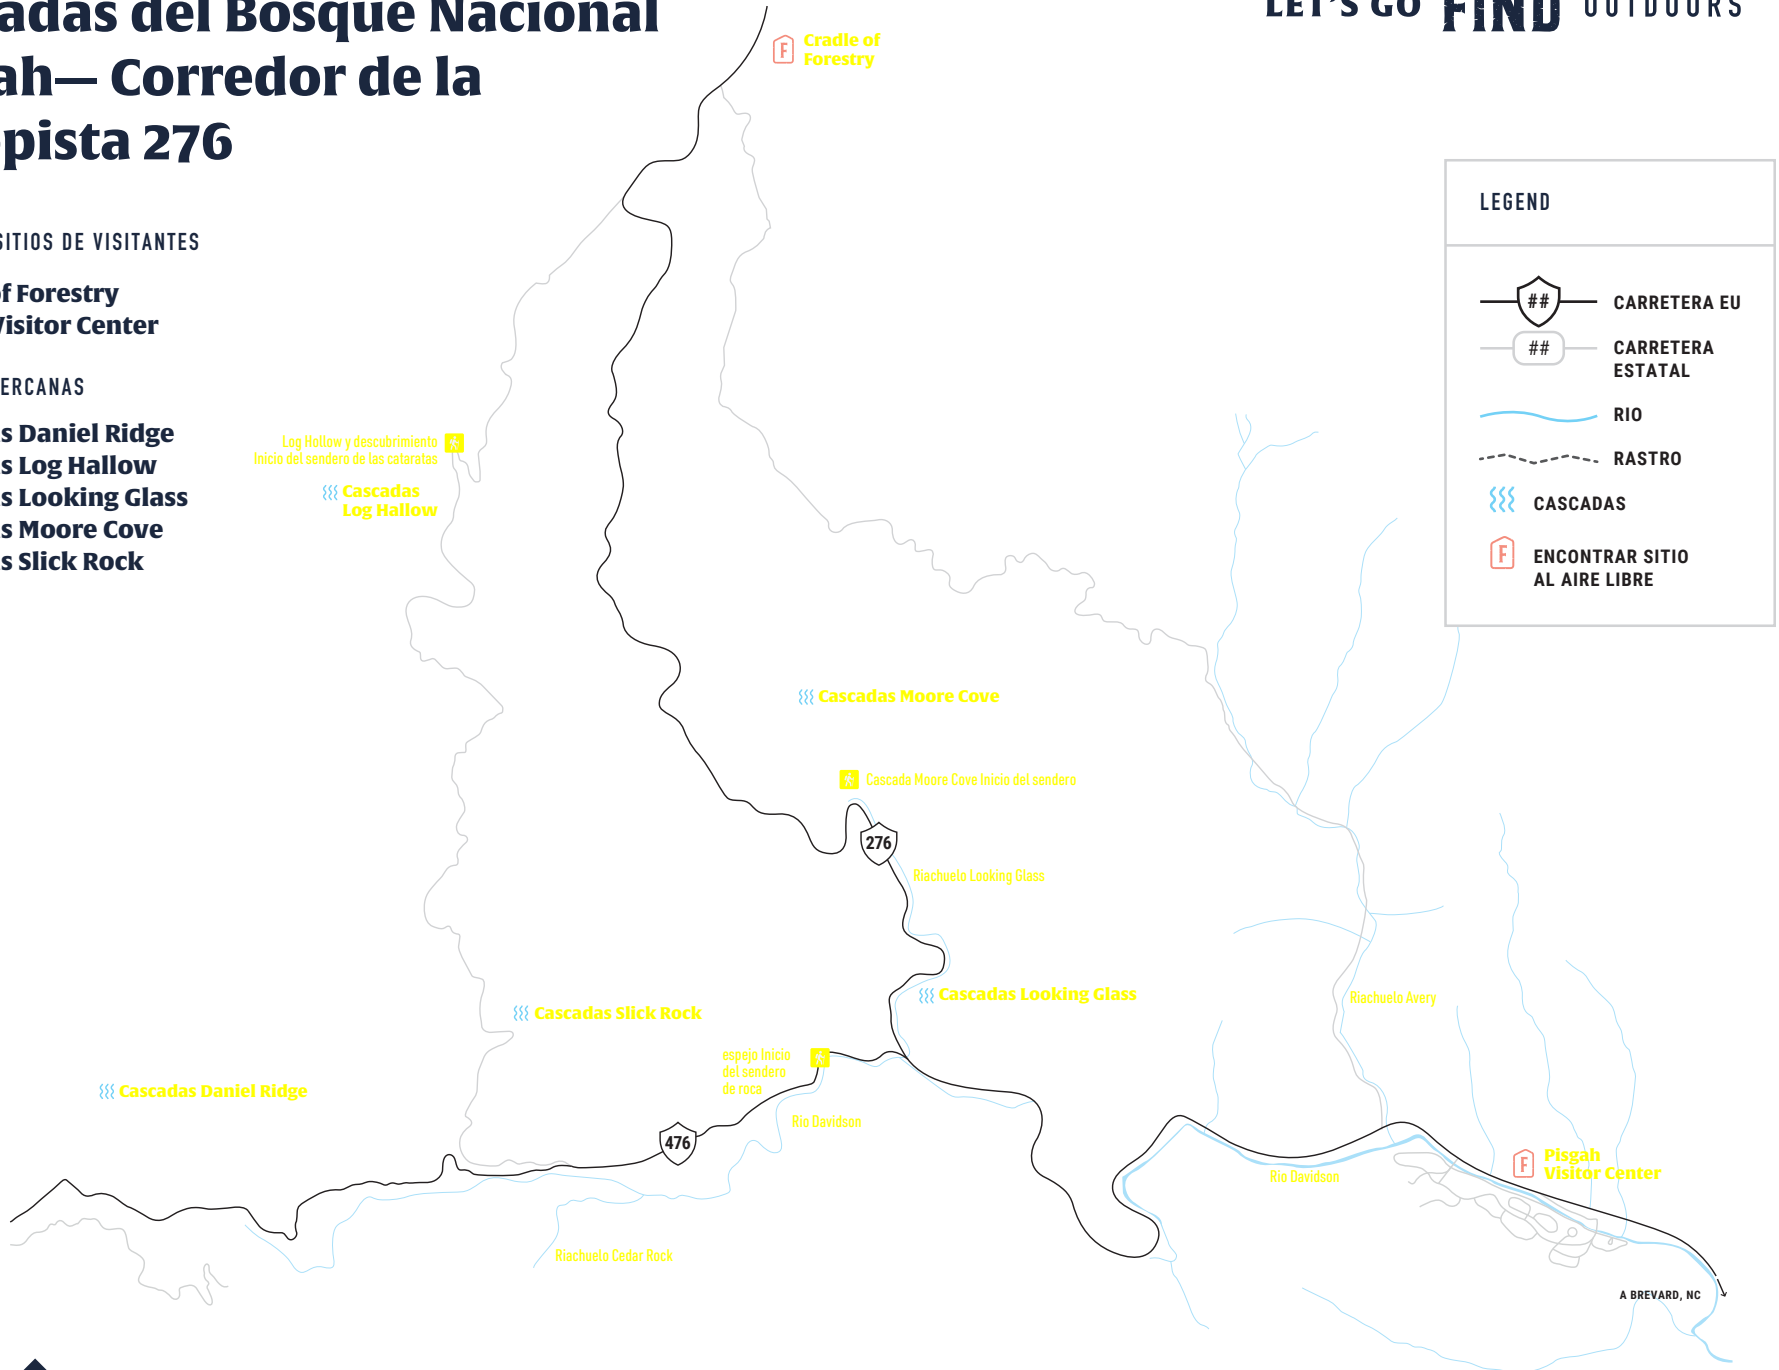 adas del Bosque Nacional
ah— Corredor de la
pista 276
LET'S GO FIND OUTDOORS
SITIOS DE VISITANTES
of Forestry
Visitor Center
ERCANAS
s Daniel Ridge
s Log Hallow
s Looking Glass
s Moore Cove
s Slick Rock
Cradle of
Forestry
LEGEND
## CARRETERA EU
## CARRETERA
ESTATAL
RIO
RASTRO
CASCADAS
F ENCONTRAR SITIO
AL AIRE LIBRE
F
Log Hollow y descubrimiento
Inicio del sendero de las cataratas
Cascadas
Log Hallow
Cascadas Moore Cove
Cascada Moore Cove Inicio del sendero
276
Riachuelo Looking Glass
Cascadas Looking Glass
Riachuelo Avery
Cascadas Slick Rock
espejo Inicio
del sendero
de roca
Cascadas Daniel Ridge
Rio Davidson
476
Rio Davidson
F
Pisgah
Visitor Center
Riachuelo Cedar Rock
A BREVARD, NC